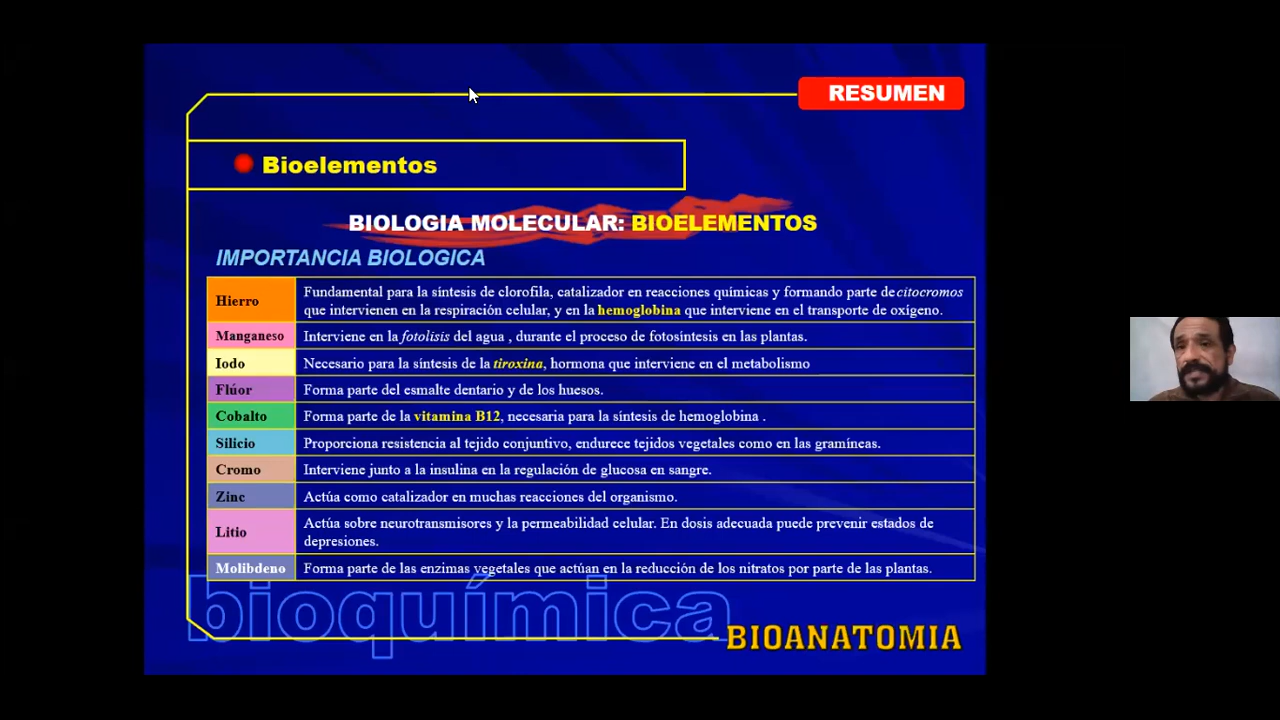 RESUMEN
Bioelementos
BIOLOGIA MOLECULAR: BIOELEMENTOS
IMPORTANCIA BIOLOGICA
Hierro
Fundamental para la síntesis de clorofila, catalizador en reacciones químicas y formando parte de citocromos
que intervienen en la respiración celular, y en la hemoglobina que interviene en el transporte de oxígeno.
Manganeso
Interviene en la fotolisis del agua , durante el proceso de fotosíntesis en las plantas.
Iodo
Necesario para la síntesis de la tiroxina, hormona que interviene en el metabolismo
Flúor
Forma parte del esmalte dentario y de los huesos.
Cobalto
Forma parte de la vitamina B12, necesaria para la síntesis de hemoglobina .
Silicio
Proporciona resistencia al tejido conjuntivo, endurece tejidos vegetales como en las gramíneas.
Cromo
Interviene junto a la insulina en la regulación de glucosa en sangre.
Zinc
Actúa como catalizador en muchas reacciones del organismo.
Litio
Actúa sobre neurotransmisores y la permeabilidad celular. En dosis adecuada puede prevenir estados de
depresiones.
Molibdeno
Forma parte de las enzimas vegetales que actúan en la reducción de los nitratos por parte de las plantas.
bioquímica
BIOANATOMIA